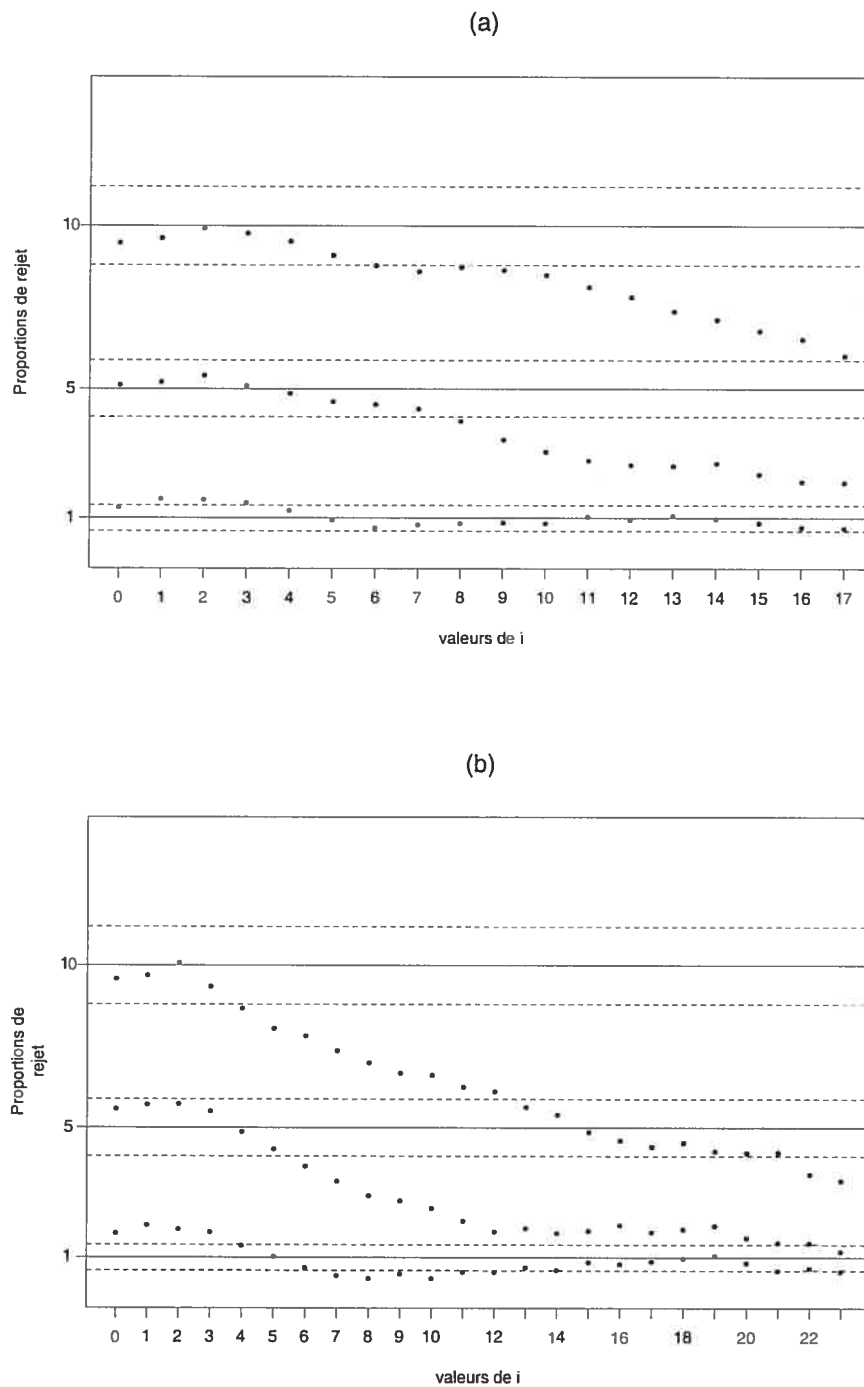 (a)
Proportions de rejet
10
5
1
0 1 2 3 4 5 6 7 8 9 10 11 12 13 14 15 16 17
valeurs de i
(b)
Proportions de
rejet
10
5
1
0 1 2 3 4 5 6 7 8 9 10 12 14 16 18 20 22
valeurs de i